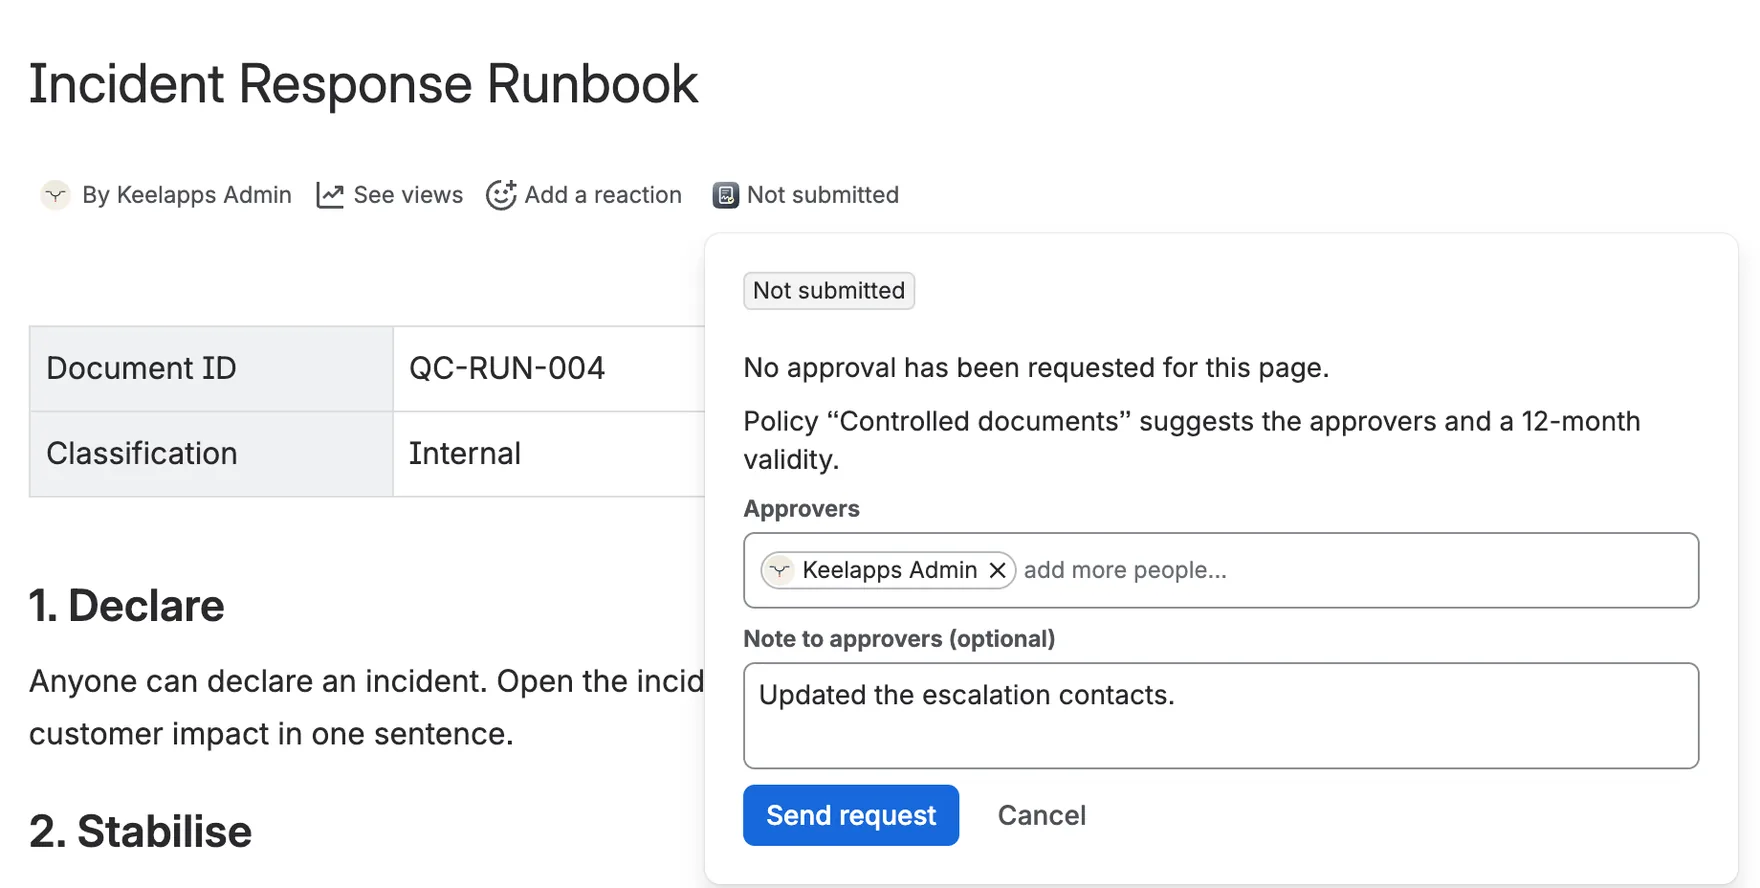 Incident Response Runbook
By Keelapps Admin See views Add a reaction Not submitted
Not submitted
No approval has been requested for this page.
Policy “Controlled documents” suggests the approvers and a 12-month
validity.
Approvers
Keelapps Admin add more people...
Note to approvers (optional)
Updated the escalation contacts.
Send request Cancel
Document ID QC-RUN-004
Classification Internal
1. Declare
Anyone can declare an incident. Open the incid
customer impact in one sentence.
2. Stabilise